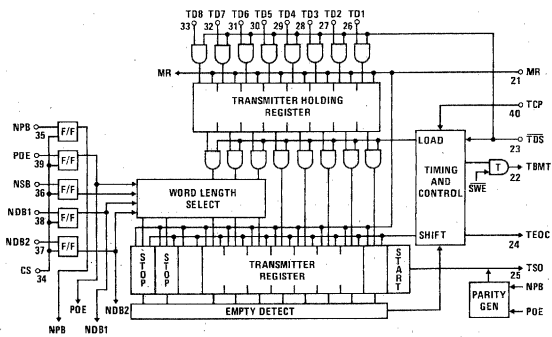 TD8 TD7 TD6 TD5 TD4 TD3 TD2 TD1
33 32 31 30 29 28 27 26
MR
MR
21
TRANSMITTER HOLDING
REGISTER
TCP
40
NPB
35
F/F
LOAD
TDS
23
POE
39
F/F
TIMING
AND
CONTROL
T
TBMT
22
SWE
NSB
36
F/F
WORD LENGTH
SELECT
NDB1
38
F/F
NDB2
37
F/F
SHIFT
TEOC
24
CS
34
STOP
STOP
TRANSMITTER
REGISTER
START
TSO
25
EMPTY DETECT
PARITY
GEN
NPB
POE
NPB
POE
NDB1
NDB2